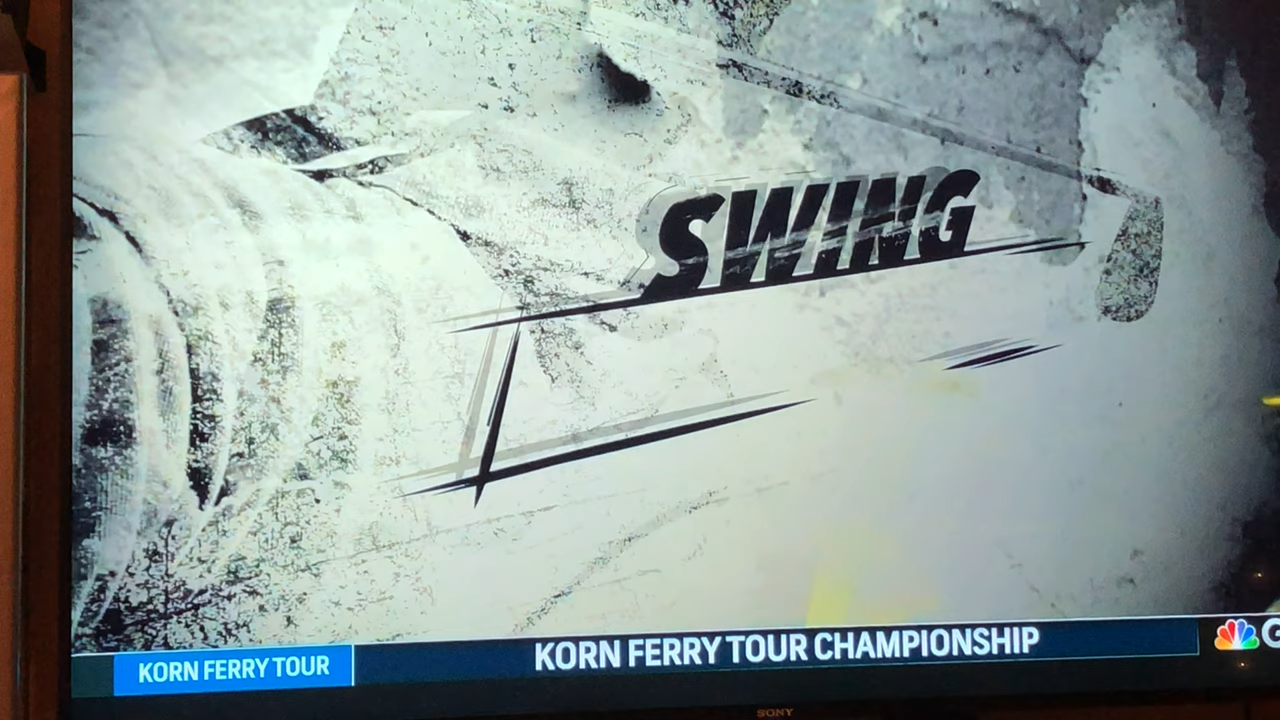 SWING
KORN FERRY TOUR
KORN FERRY TOUR CHAMPIONSHIP
G
SONY